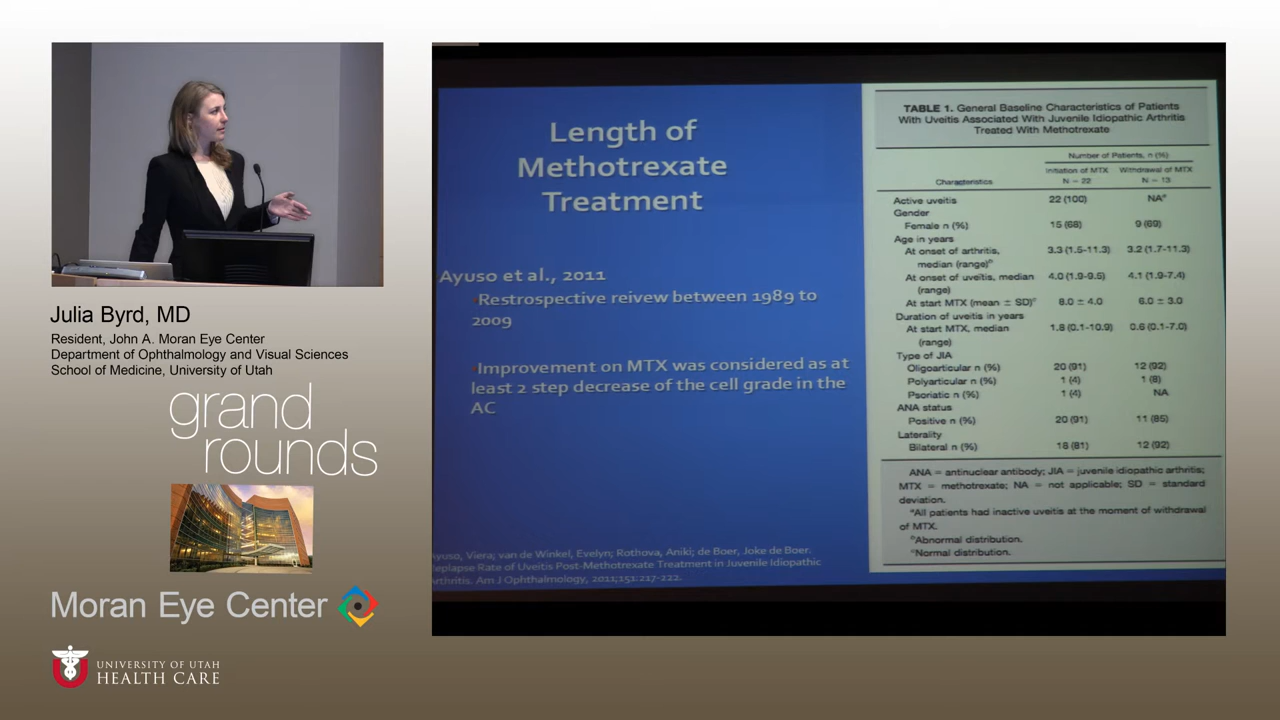 Julia Byrd, MD
Resident, John A. Moran Eye Center
Department of Ophthalmology and Visual Sciences
School of Medicine, University of Utah
grand
rounds
Moran Eye Center
UNIVERSITY OF UTAH
HEALTH CARE
Length of
Methotrexate
Treatment
Ayuso et al., 2011
Restrospective reivew between 1989 to
2009
Improvement on MTX was considered as at
least 2 step decrease of the cell grade in the
AC
Ayuso, Viera; van de Winkel, Evelyn; Rothova, Aniki; de Boer, Joke de Boer.
Replapse Rate of Uveitis Post-Methotrexate Treatment in Juvenile Idiopathic
Arthritis. Am J Ophthalmology, 2011;151:217-222.
TABLE 1. General Baseline Characteristics of Patients
With Uveitis Associated With Juvenile Idiopathic Arthritis
Treated With Methotrexate
Number of Patients, n (%)
Initiation of MTX Withdrawal of MTX
Characteristics N = 22 N = 13
Active uveitis 22 (100) NAᵃ
Gender
Female n (%) 15 (68) 9 (69)
Age in years
At onset of arthritis, 3.3 (1.5-11.3) 3.2 (1.7-11.3)
median (range)ᵇ
At onset of uveitis, median 4.0 (1.9-9.5) 4.1 (1.9-7.4)
(range)
At start MTX (mean ± SD)ᶜ 8.0 ± 4.0 6.0 ± 3.0
Duration of uveitis in years
At start MTX, median 1.8 (0.1-10.9) 0.6 (0.1-7.0)
(range)
Type of JIA
Oligoarticular n (%) 20 (91) 12 (92)
Polyarticular n (%) 1 (4) 1 (8)
Psoriatic n (%) 1 (4) NA
ANA status
Positive n (%) 20 (91) 11 (85)
Laterality
Bilateral n (%) 18 (81) 12 (92)
ANA = antinuclear antibody; JIA = juvenile idiopathic arthritis;
MTX = methotrexate; NA = not applicable; SD = standard
deviation.
ᵃAll patients had inactive uveitis at the moment of withdrawal
of MTX.
ᵇAbnormal distribution.
ᶜNormal distribution.